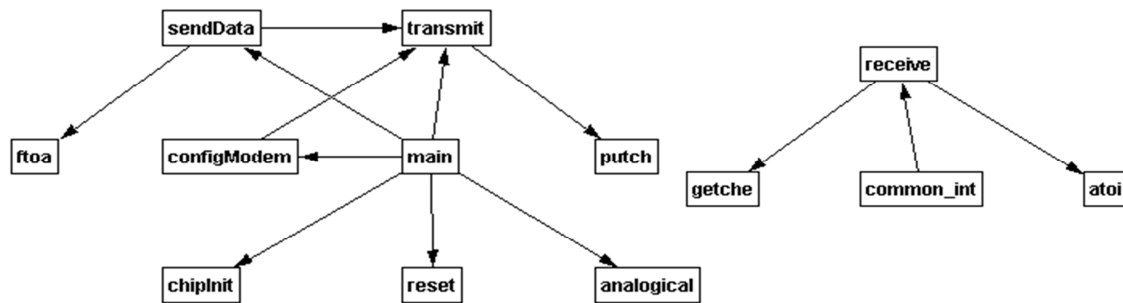 sendData
transmit
receive
ftoa
configModem
main
putch
getche
common_int
atoi
chipInit
reset
analogical